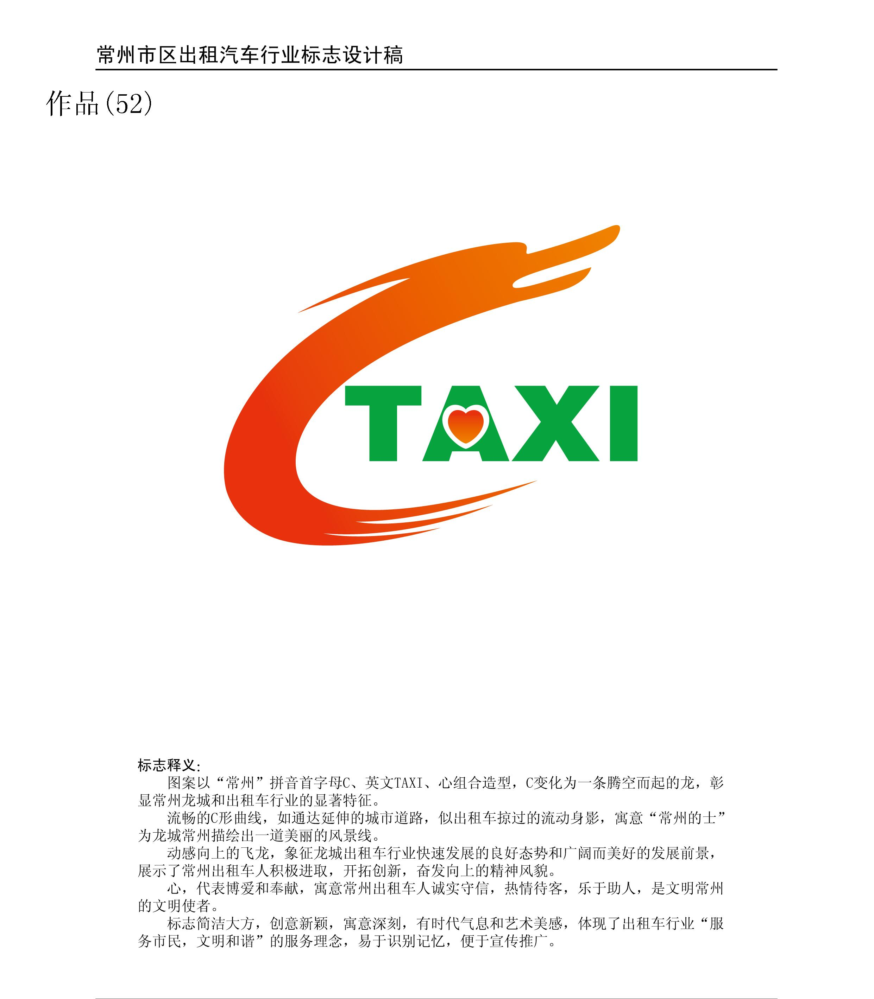 常州市区出租汽车行业标志设计稿
作品(52)
TAXI
标志释义：
图案以“常州”拼音首字母C、英文TAXI、心组合造型，C变化为一条腾空而起的龙，彰
显常州龙城和出租车行业的显著特征。
流畅的C形曲线，如通达延伸的城市道路，似出租车掠过的流动身影，寓意“常州的士”
为龙城常州描绘出一道美丽的风景线。
动感向上的飞龙，象征龙城出租车行业快速发展的良好态势和广阔而美好的发展前景，
展示了常州出租车人积极进取，开拓创新，奋发向上的精神风貌。
心，代表博爱和奉献，寓意常州出租车人诚实守信，热情待客，乐于助人，是文明常州
的文明使者。
标志简洁大方，创意新颖，寓意深刻，有时代气息和艺术美感，体现了出租车行业“服
务市民，文明和谐”的服务理念，易于识别记忆，便于宣传推广。